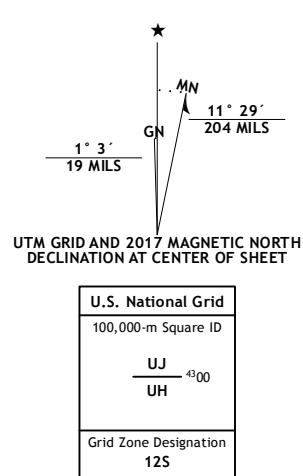 MN
11° 29´
204 MILS
GN
1° 3´
19 MILS
UTM GRID AND 2017 MAGNETIC NORTH
DECLINATION AT CENTER OF SHEET
U.S. National Grid
100,000-m Square ID
UJ
4300
UH
Grid Zone Designation
12S